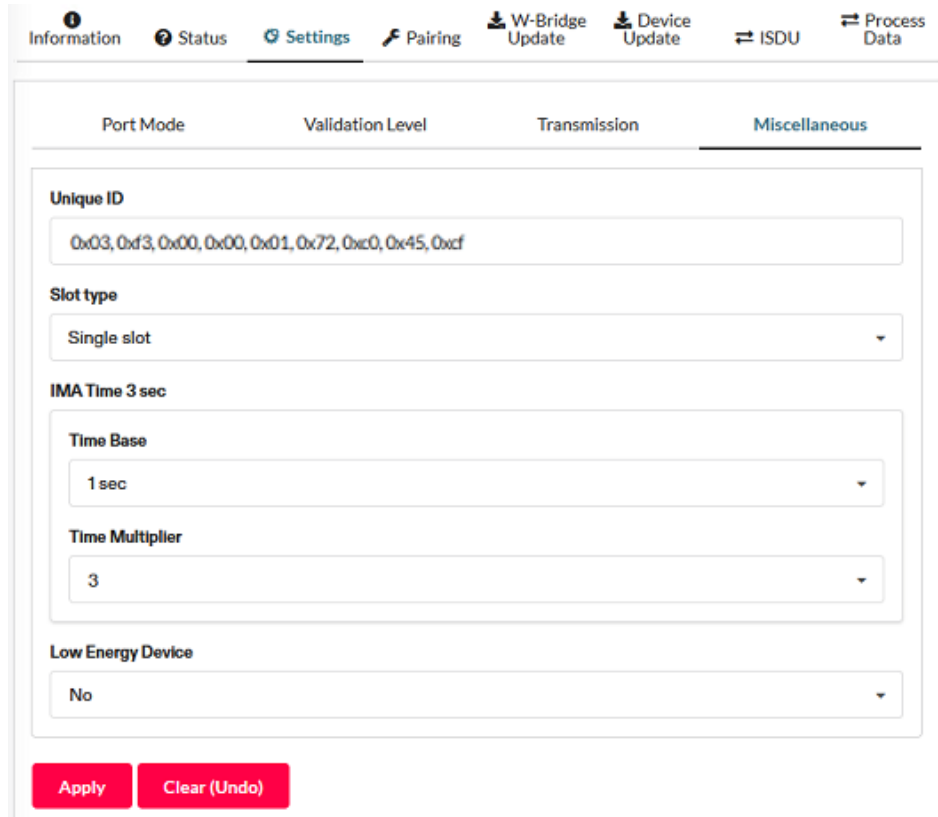 Information Status Settings Pairing W-Bridge Update Device Update ISDU Process Data
Port Mode Validation Level Transmission Miscellaneous
Unique ID
0x03, 0xf3, 0x00, 0x00, 0x01, 0x72, 0xc0, 0x45, 0xcf
Slot type
Single slot
IMA Time 3 sec
Time Base
1 sec
Time Multiplier
3
Low Energy Device
No
Apply Clear (Undo)